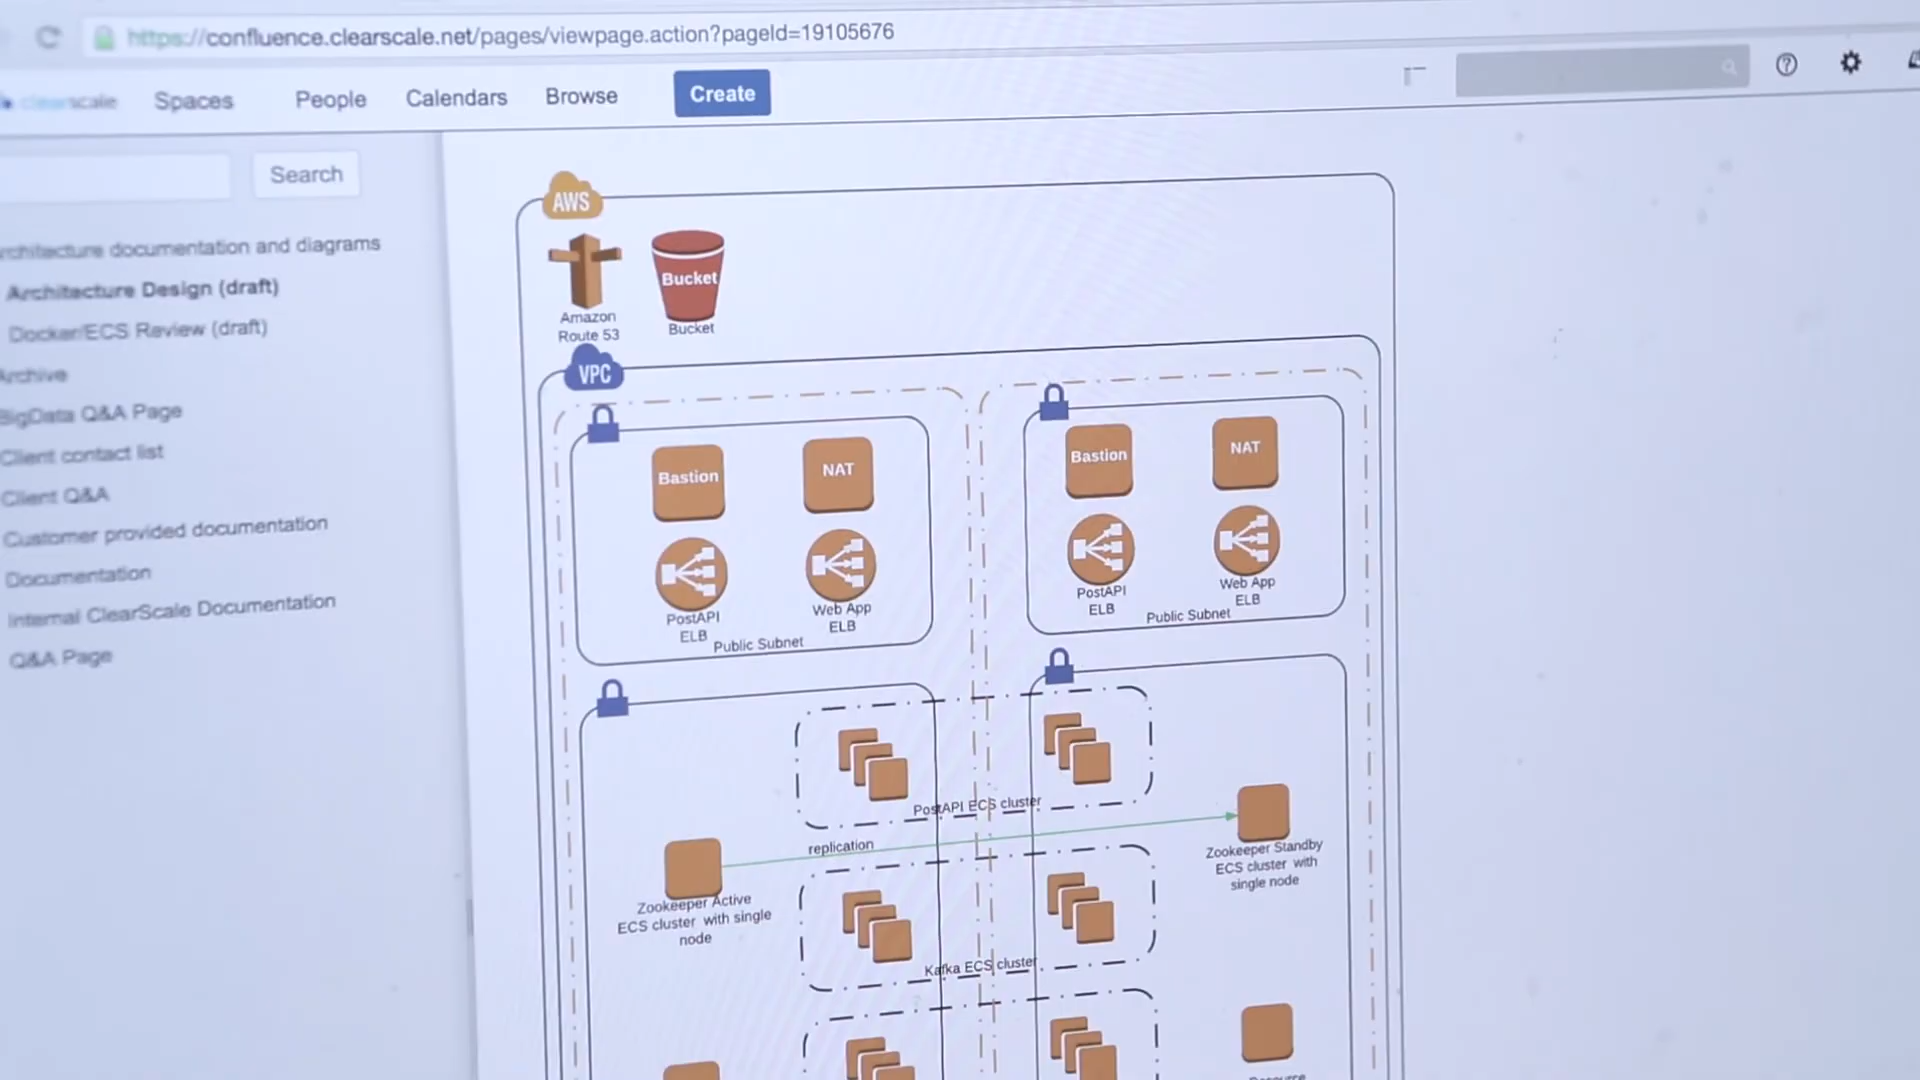 https://confluence.clearscale.net/pages/viewpage.action?pageId=19105676
clearscale
Spaces
People
Calendars
Browse
Create
Search
rchitecture documentation and diagrams
Architecture Design (draft)
Docker/ECS Review (draft)
Archive
BigData Q&A Page
Client contact list
Client Q&A
Customer provided documentation
Documentation
Internal ClearScale Documentation
Q&A Page
AWS
Amazon
Route 53
Bucket
Bucket
VPC
Bastion
NAT
PostAPI
ELB
Web App
ELB
Public Subnet
Bastion
NAT
PostAPI
ELB
Web App
ELB
Public Subnet
PostAPI ECS cluster
replication
Zookeeper Active
ECS cluster with single
node
Zookeeper Standby
ECS cluster with
single node
Kafka ECS cluster